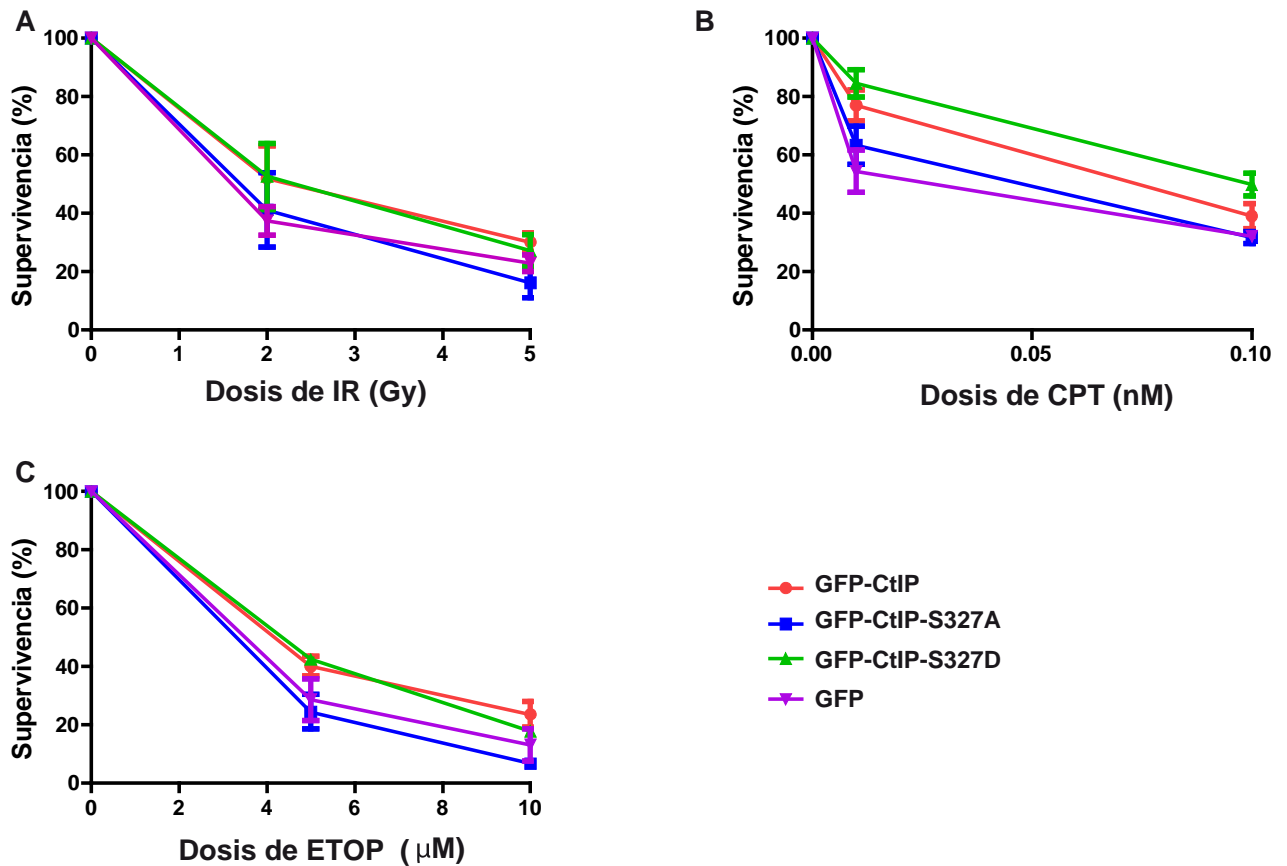 A
100
80
60
40
20
0
Supervivencia (%)
0 1 2 3 4 5
Dosis de IR (Gy)
B
100
80
60
40
20
0
Supervivencia (%)
0.00 0.05 0.10
Dosis de CPT (nM)
C
100
80
60
40
20
0
Supervivencia (%)
0 2 4 6 8 10
Dosis de ETOP ( μM)
GFP-CtIP
GFP-CtIP-S327A
GFP-CtIP-S327D
GFP